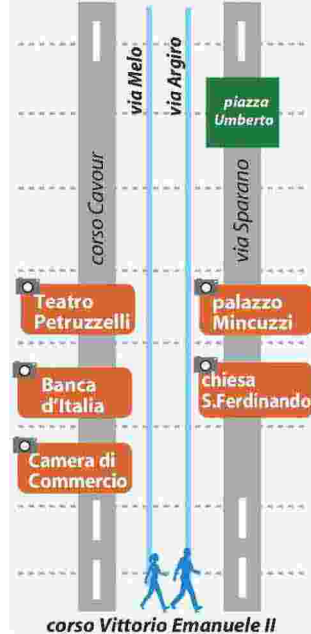 via Melo
via Argiro
piazza
Umberto
corso Cavour
via Sparano
Teatro
Petruzzelli
palazzo
Mincuzzi
Banca
d'Italia
chiesa
S.Ferdinando
Camera di
Commercio
corso Vittorio Emanuele II